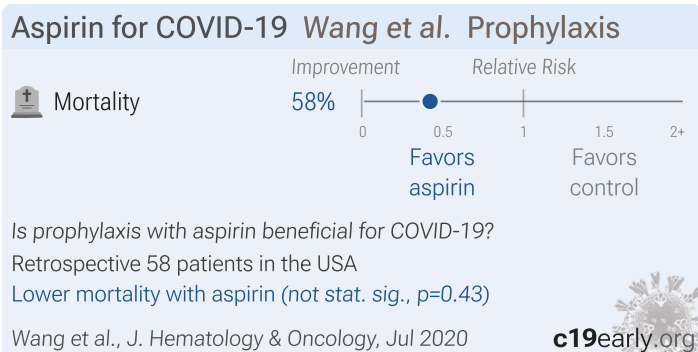 Aspirin for COVID-19 Wang et al. Prophylaxis
Improvement Relative Risk
Mortality 58%
0 0.5 1 1.5 2+
Favors aspirin
Favors control
Is prophylaxis with aspirin beneficial for COVID-19?
Retrospective 58 patients in the USA
Lower mortality with aspirin (not stat. sig., p=0.43)
Wang et al., J. Hematology & Oncology, Jul 2020 c19early.org